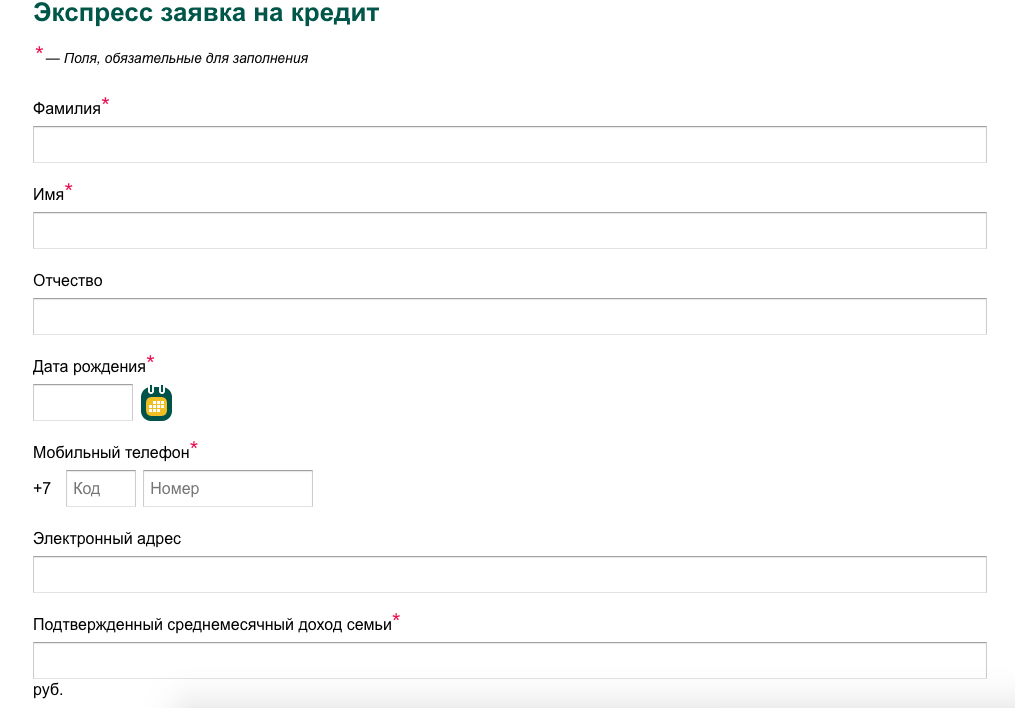 Экспресс заявка на кредит
* — Поля, обязательные для заполнения
Фамилия*
Имя*
Отчество
Дата рождения*
Мобильный телефон*
+7 Код Номер
Электронный адрес
Подтвержденный среднемесячный доход семьи*
руб.